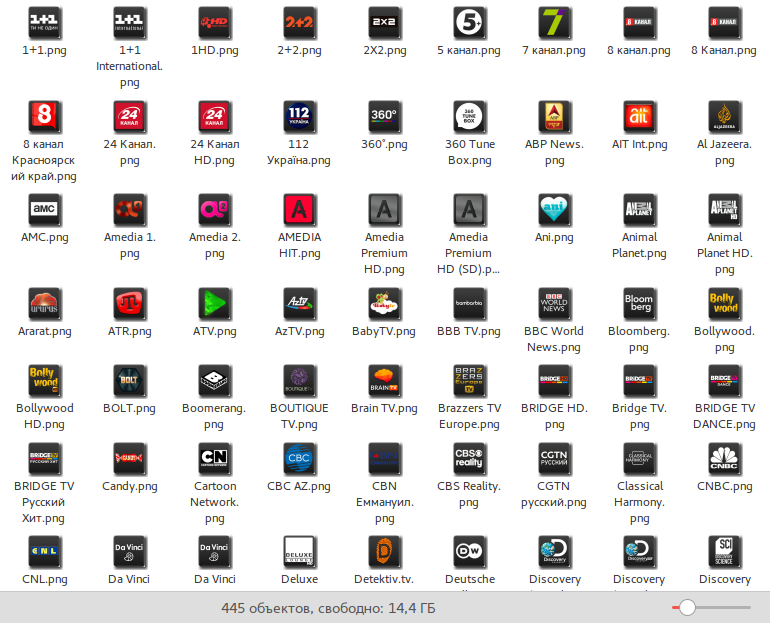 1+1.png
1+1 International.png
1HD.png
2+2.png
2X2.png
5 канал.png
7 канал.png
8 канал.png
8 Канал.png
8 канал Красноярский край.png
24 Канал.png
24 Канал HD.png
112 Україна.png
360°.png
360 Tune Box.png
ABP News.png
AIT Int.png
Al Jazeera.png
AMC.png
Amedia 1.png
Amedia 2.png
AMEDIA HIT.png
Amedia Premium HD.png
Amedia Premium HD (SD).p...
Ani.png
Animal Planet.png
Animal Planet HD.png
Ararat.png
ATR.png
ATV.png
AzTV.png
BabyTV.png
BBB TV.png
BBC World News.png
Bloomberg.png
Bollywood.png
Bollywood HD.png
BOLT.png
Boomerang.png
BOUTIQUE TV.png
Brain TV.png
Brazzers TV Europe.png
BRIDGE HD.png
Bridge TV.png
BRIDGE TV DANCE.png
BRIDGE TV Русский Хит.png
Candy.png
Cartoon Network.png
CBC AZ.png
CBN Еммануил.png
CBS Reality.png
CGTN русский.png
Classical Harmony.png
CNBC.png
CNL.png
Da Vinci
Da Vinci
Deluxe
Detektiv.tv.
Deutsche
Discovery
Discovery
Discovery
445 объектов, свободно: 14,4 ГБ